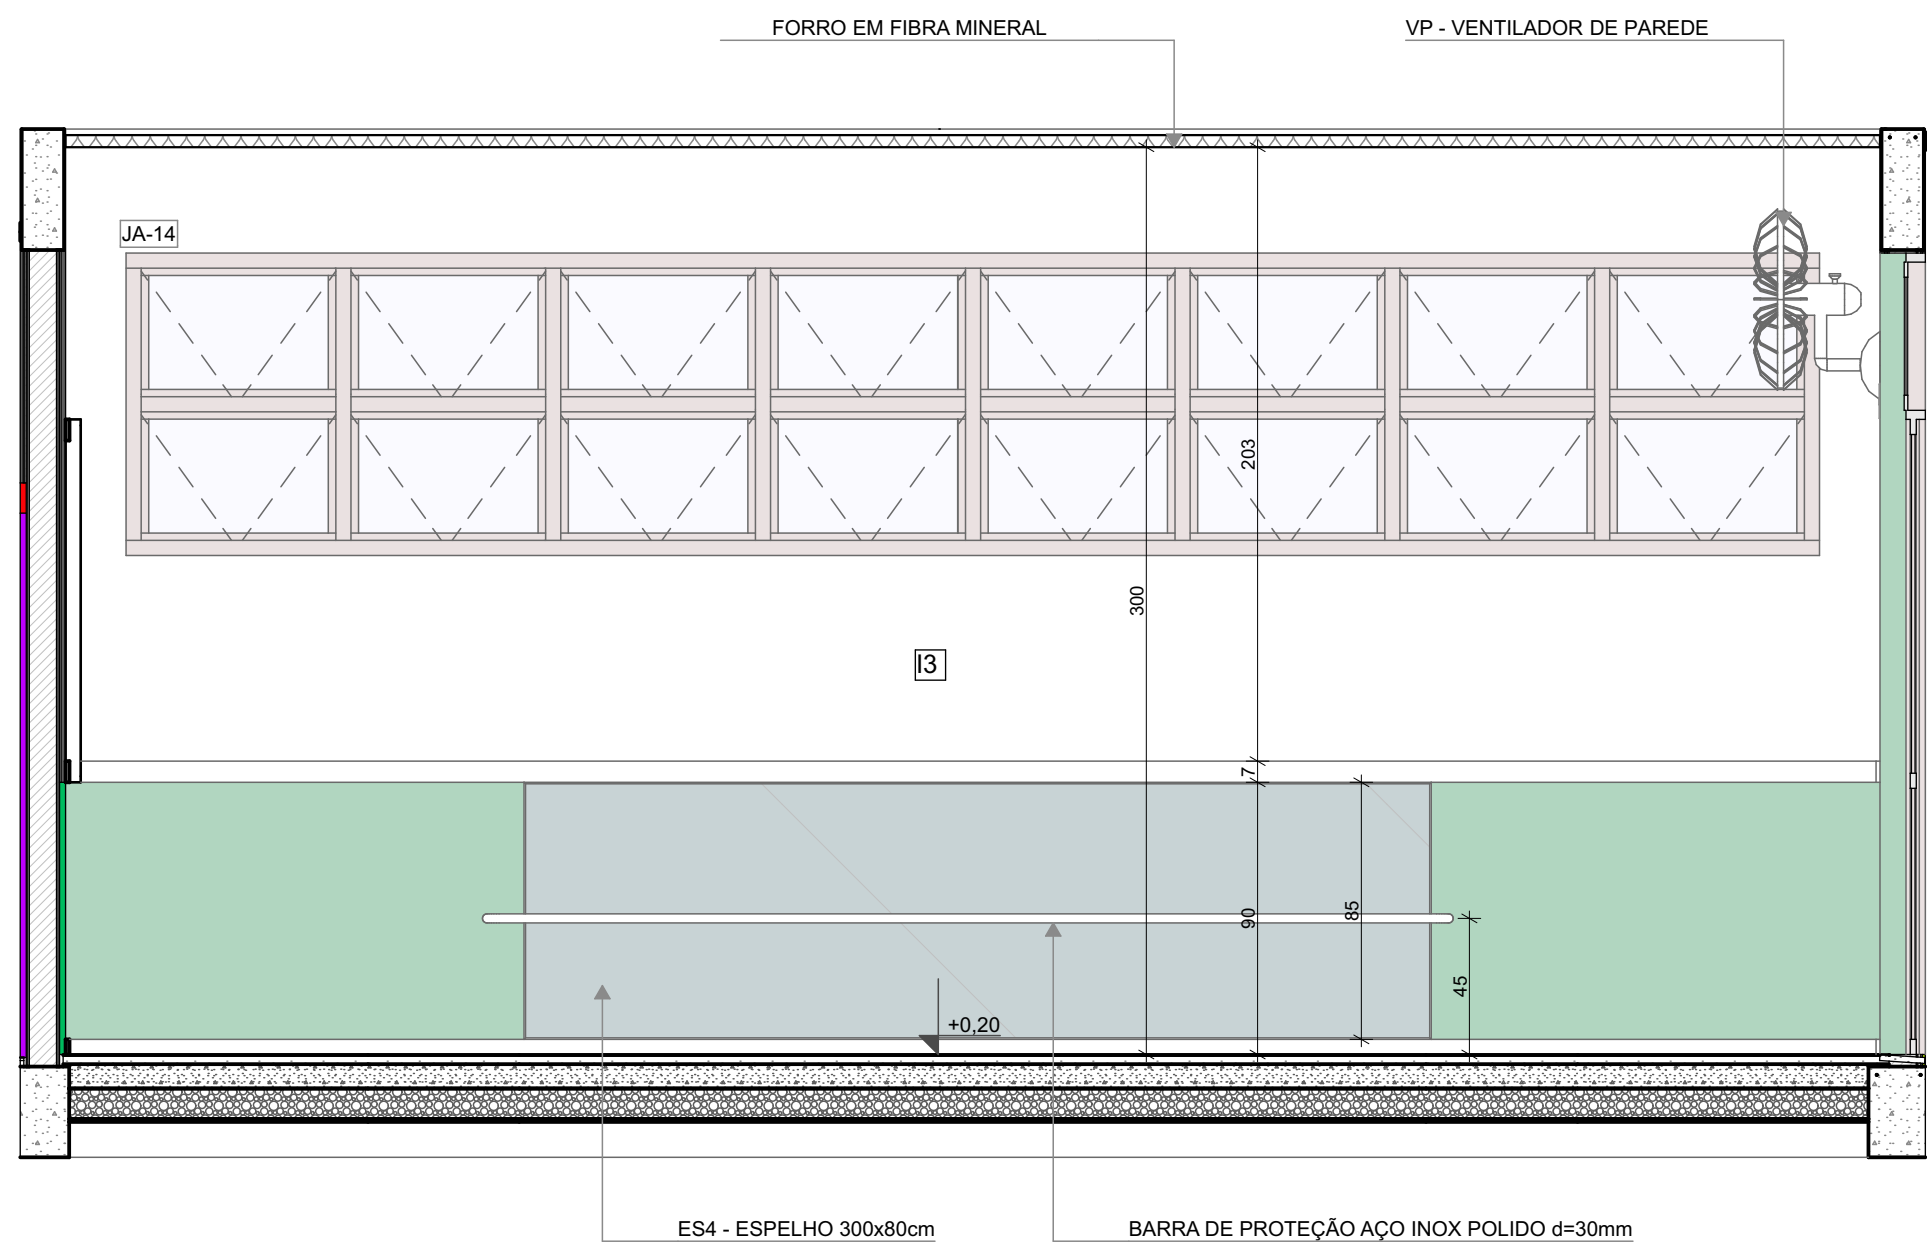 FORRO EM FIBRA MINERAL
VP - VENTILADOR DE PAREDE
JA-14
203
300
I3
7
90
85
45
+0,20
ES4 - ESPELHO 300x80cm
BARRA DE PROTEÇÃO AÇO INOX POLIDO d=30mm